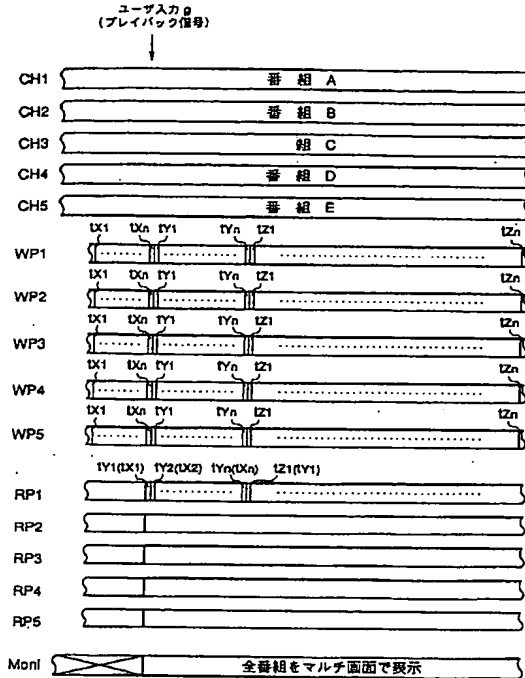 ユーザ入力 g
(プレイバック信号)
CH1 番 組 A
CH2 番 組 B
CH3 組 C
CH4 番 組 D
CH5 番 組 E
tX1 tXn tY1 tYn tZ1 tZn
WP1
tX1 tXn tY1 tYn tZ1 tZn
WP2
tX1 tXn tY1 tYn tZ1 tZn
WP3
tX1 tXn tY1 tYn tZ1 tZn
WP4
tX1 tXn tY1 tYn tZ1 tZn
WP5
tY1(tX1) tY2(tX2) tYn(tXn) tZ1(tY1)
RP1
RP2
RP3
RP4
RP5
Moni 全番組をマルチ画面で表示